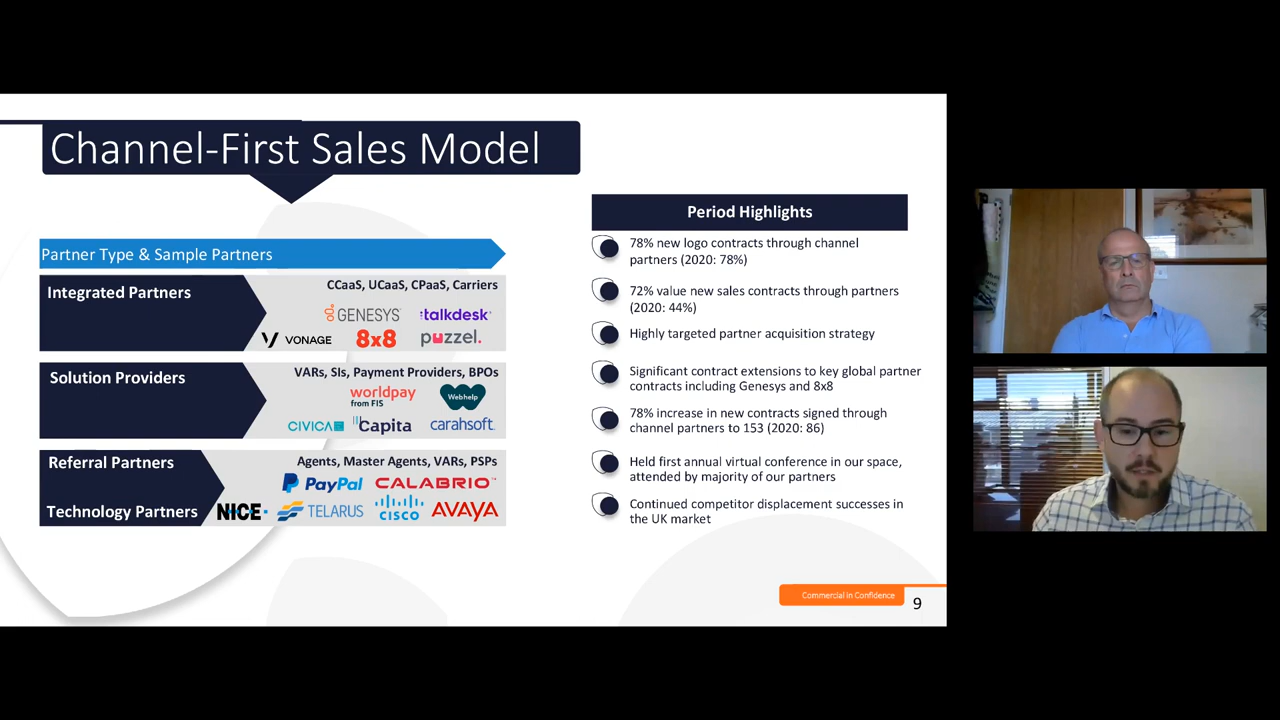 Channel-First Sales Model
Partner Type & Sample Partners
Integrated Partners
CCaaS, UCaaS, CPaaS, Carriers
GENESYS
talkdesk
VONAGE
8x8
puzzel.
Solution Providers
VARs, SIs, Payment Providers, BPOs
worldpay
from FIS
Webhelp
CIVICA
Capita
carahsoft.
Referral Partners
Agents, Master Agents, VARs, PSPs
PayPal
CALABRIO
Technology Partners
NICE
TELARUS
CISCO
AVAYA
Period Highlights
78% new logo contracts through channel
partners (2020: 78%)
72% value new sales contracts through partners
(2020: 44%)
Highly targeted partner acquisition strategy
Significant contract extensions to key global partner
contracts including Genesys and 8x8
78% increase in new contracts signed through
channel partners to 153 (2020: 86)
Held first annual virtual conference in our space,
attended by majority of our partners
Continued competitor displacement successes in
the UK market
Commercial in Confidence
9